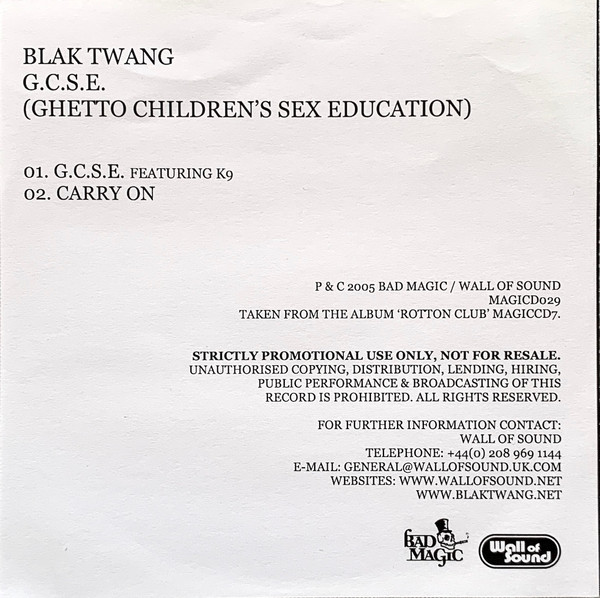 BLAK TWANG
G.C.S.E.
(GHETTO CHILDREN'S SEX EDUCATION)
01. G.C.S.E. FEATURING K9
02. CARRY ON
P & C 2005 BAD MAGIC / WALL OF SOUND
MAGICD029
TAKEN FROM THE ALBUM 'ROTTON CLUB' MAGICCD7.
STRICTLY PROMOTIONAL USE ONLY, NOT FOR RESALE.
UNAUTHORISED COPYING, DISTRIBUTION, LENDING, HIRING,
PUBLIC PERFORMANCE & BROADCASTING OF THIS
RECORD IS PROHIBITED. ALL RIGHTS RESERVED.
FOR FURTHER INFORMATION CONTACT:
WALL OF SOUND
TELEPHONE: +44(0) 208 969 1144
E-MAIL: GENERAL@WALLOFSOUND.UK.COM
WEBSITES: WWW.WALLOFSOUND.NET
WWW.BLAKTWANG.NET
BAD
MAGIC
Wall of
Sound